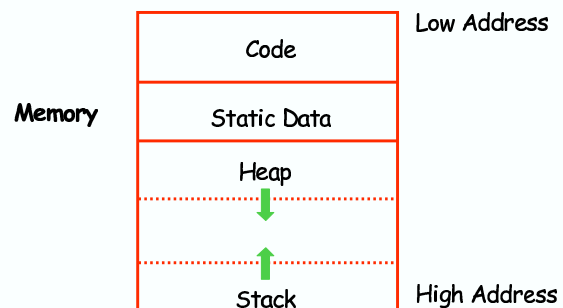 Low Address
Code
Memory
Static Data
Heap
Stack
High Address